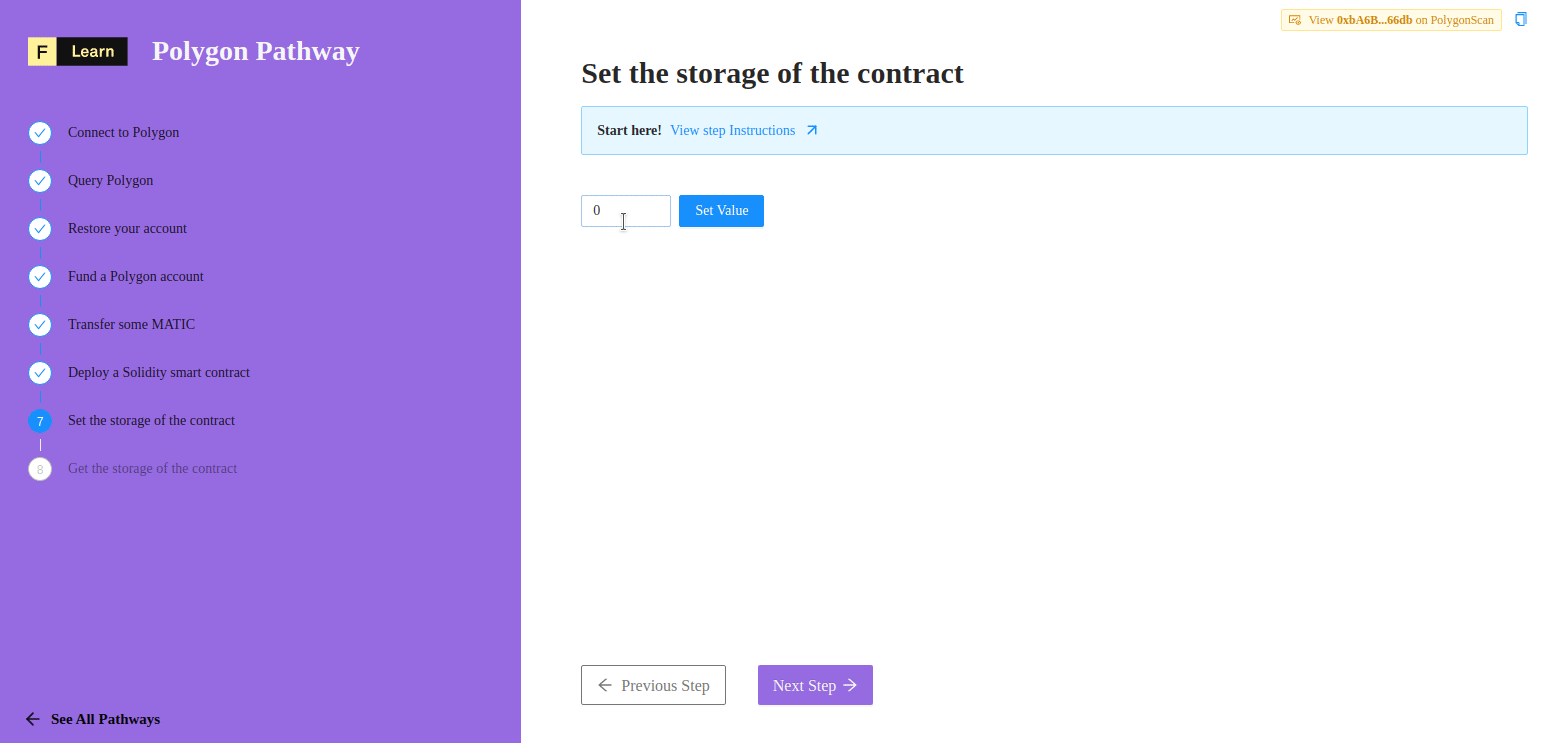 F Learn Polygon Pathway
Connect to Polygon
Query Polygon
Restore your account
Fund a Polygon account
Transfer some MATIC
Deploy a Solidity smart contract
7 Set the storage of the contract
8 Get the storage of the contract
See All Pathways
View 0xbA6B...66db on PolygonScan
Set the storage of the contract
Start here! View step Instructions
0 Set Value
Previous Step Next Step